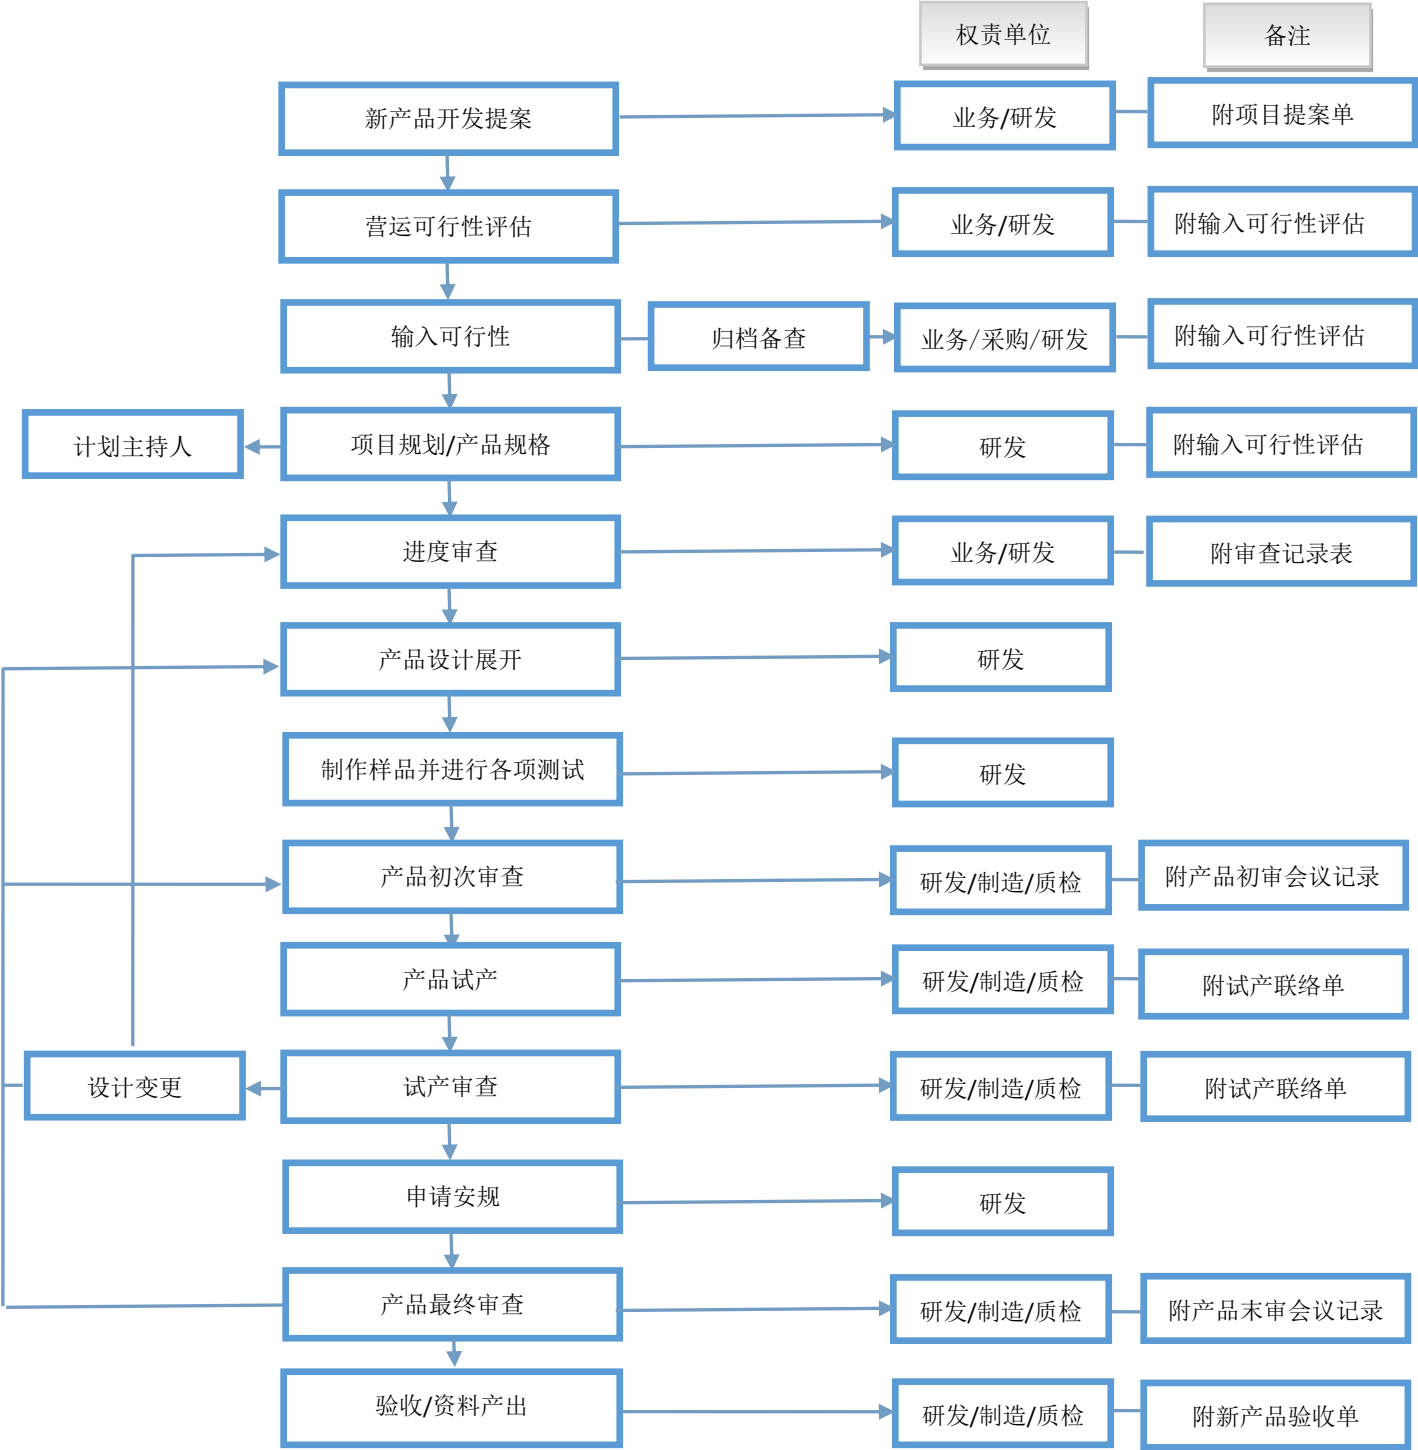 权责单位
备注
新产品开发提案
业务/研发
附项目提案单
营运可行性评估
业务/研发
附输入可行性评估
输入可行性
归档备查
业务/采购/研发
附输入可行性评估
计划主持人
项目规划/产品规格
研发
附输入可行性评估
进度审查
业务/研发
附审查记录表
产品设计展开
研发
制作样品并进行各项测试
研发
产品初次审查
研发/制造/质检
附产品初审会议记录
产品试产
研发/制造/质检
附试产联络单
设计变更
试产审查
研发/制造/质检
附试产联络单
申请安规
研发
产品最终审查
研发/制造/质检
附产品末审会议记录
验收/资料产出
研发/制造/质检
附新产品验收单